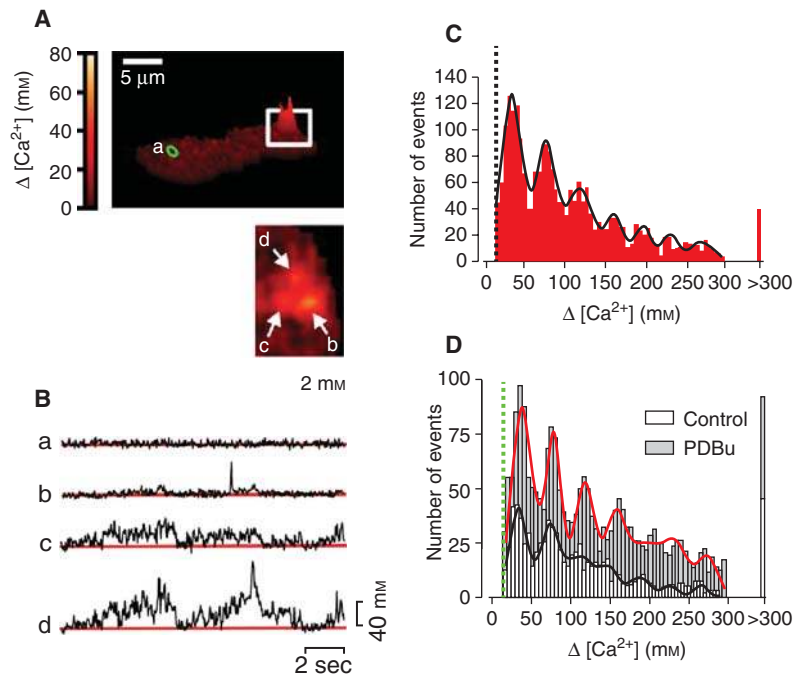 A
Δ [Ca²⁺] (mM)
80
60
40
20
0
5 μm
a
d
c
b
2 mM
B
a
b
c
d
40 mM
2 sec
C
Number of events
140
120
100
80
60
40
20
0
0 50 100 150 200 250 300 >300
Δ [Ca²⁺] (mM)
D
Number of events
100
75
50
25
0
Control
PDBu
0 50 100 150 200 250 300 >300
Δ [Ca²⁺] (mM)